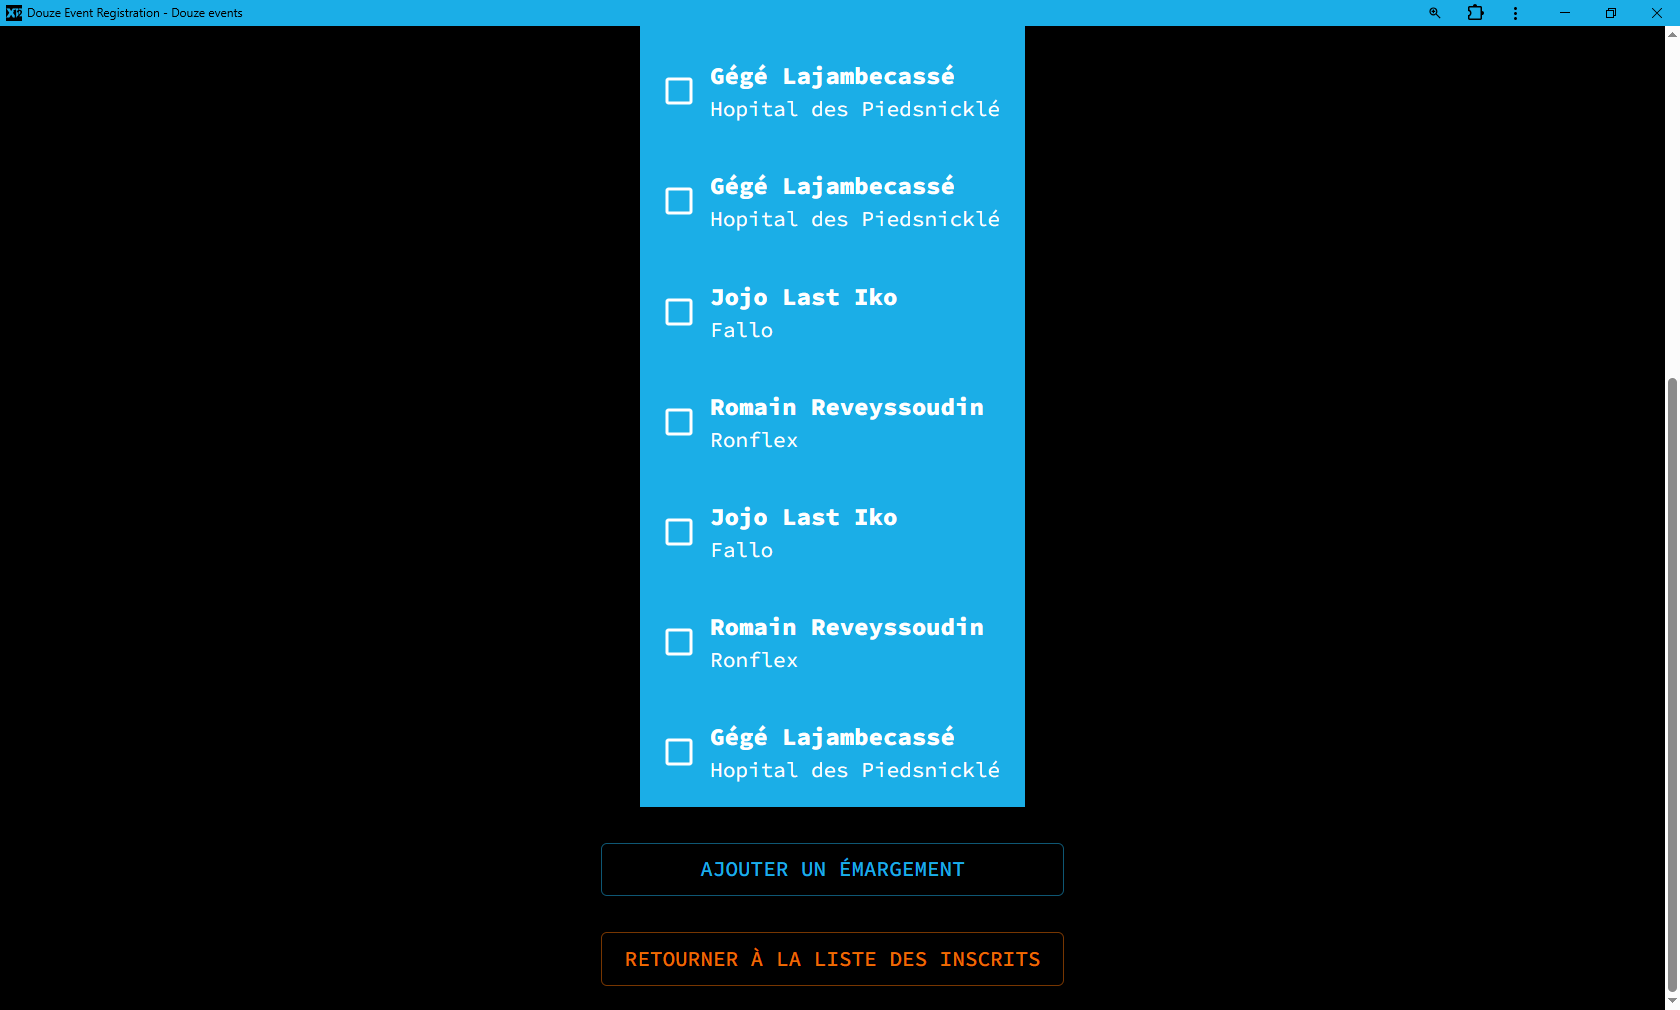 Douze Event Registration - Douze events
Gégé Lajambecassé
Hopital des Piedsnicklé
Gégé Lajambecassé
Hopital des Piedsnicklé
Jojo Last Iko
Fallo
Romain Reveyssoudin
Ronflex
Jojo Last Iko
Fallo
Romain Reveyssoudin
Ronflex
Gégé Lajambecassé
Hopital des Piedsnicklé
AJOUTER UN ÉMARGEMENT
RETOURNER À LA LISTE DES INSCRITS